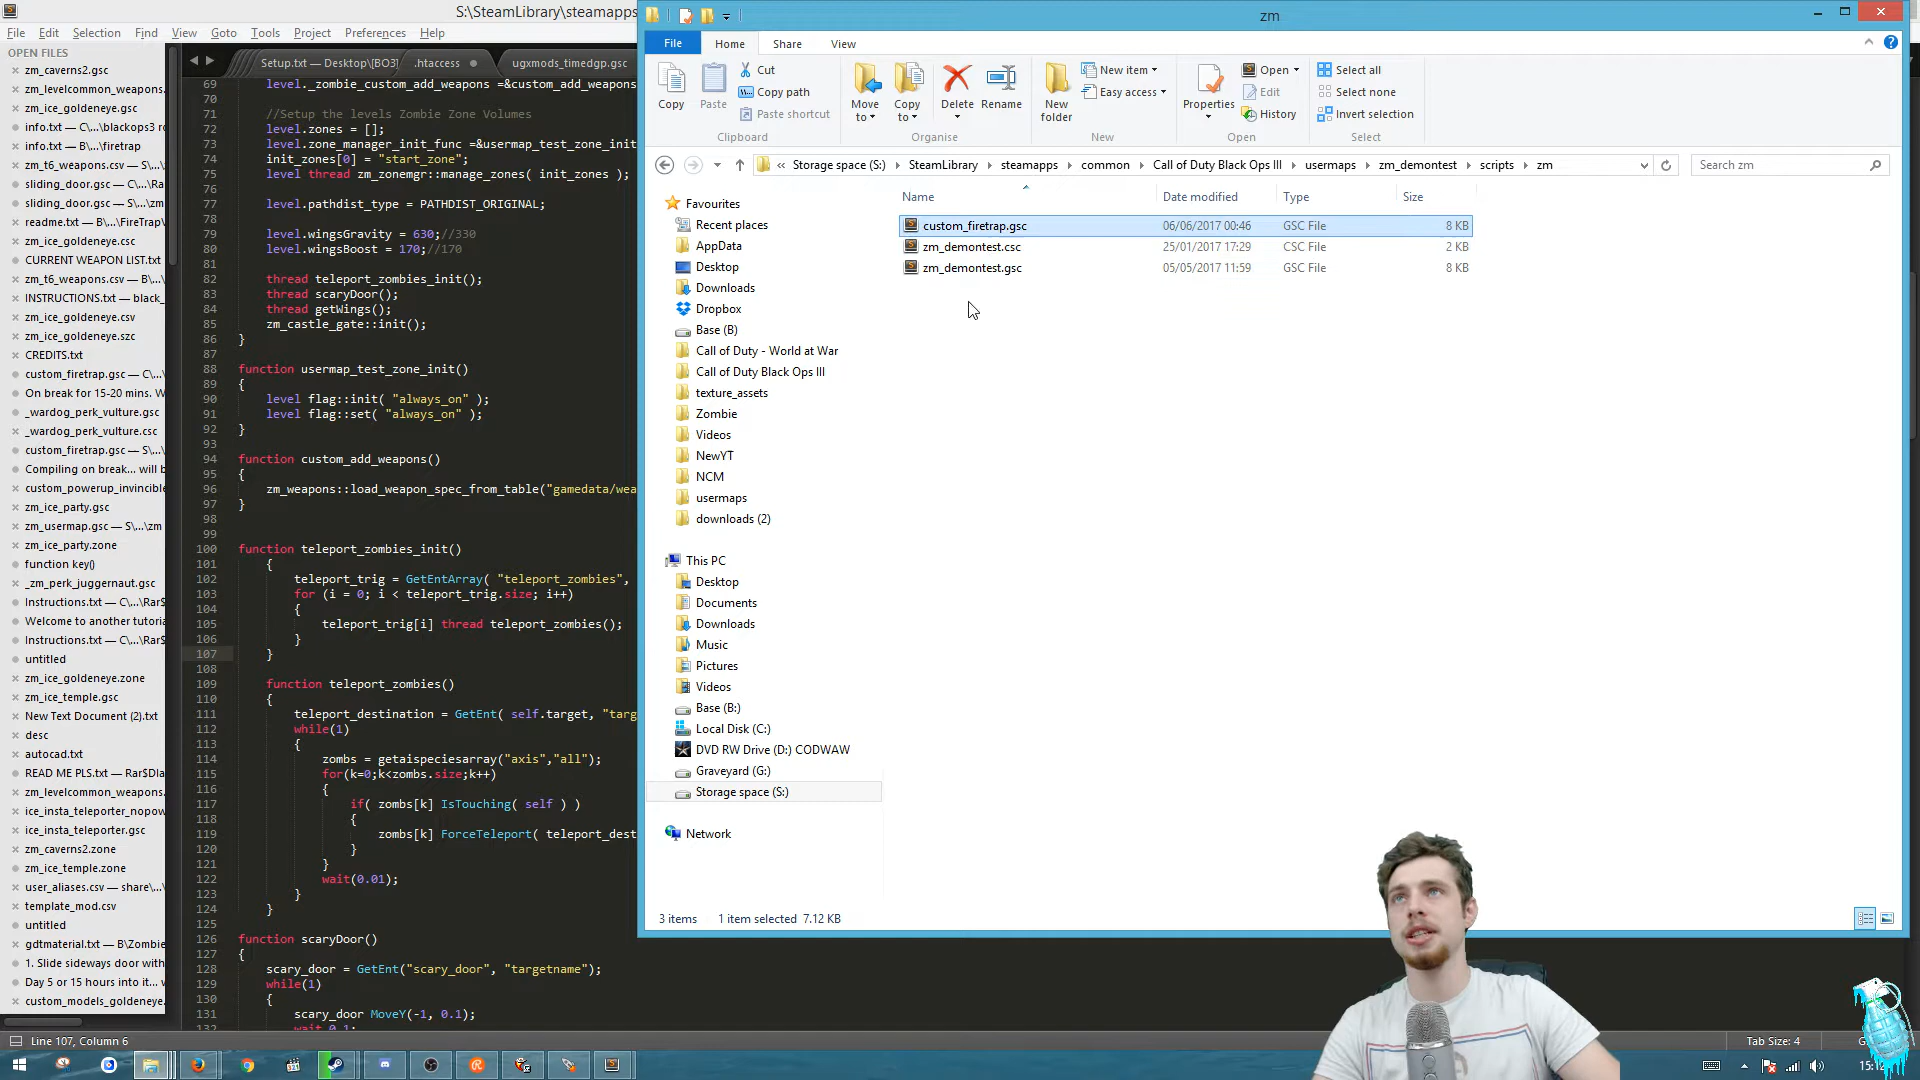 S:\SteamLibrary\steamapps
File Edit Selection Find View Goto Tools Project Preferences Help
OPEN FILES
zm_caverns2.gsc
zm_levelcommon_weapons.
zm_ice_goldeneye.gsc
info.txt — C\...\blackops3 ro
info.txt — B\...\firetrap
zm_t6_weapons.csv — S\...
sliding_door.gsc — C\...\Ra
sliding_door.gsc — C\...\Ra
readme.txt — B\...\FireTrap\
zm_ice_goldeneye.csc
CURRENT WEAPON LIST.txt
zm_t6_weapons.csv — S\...
INSTRUCTIONS.txt — black_
zm_ice_goldeneye.csv
zm_ice_goldeneye.szc
CREDITS.txt
custom_firetrap.gsc — C\...
On break for 15-20 mins. W
_wardog_perk_vulture.gsc
_wardog_perk_vulture.csc
custom_firetrap.gsc — S\...
Compiling on break... will b
custom_powerup_invincible
zm_ice_party.gsc
zm_usermap.gsc — S\...\zm
zm_ice_party.zone
function key()
_zm_perk_juggernaut.gsc
Instructions.txt — C\...\Rar$
Welcome to another tutoria
Instructions.txt — C\...\Rar$
untitled
zm_ice_goldeneye.zone
zm_ice_temple.gsc
New Text Document (2).txt
desc
autocad.txt
READ ME PLS.txt — Rar$DIa
zm_levelcommon_weapons.
ice_insta_teleporter_nopow
ice_insta_teleporter.gsc
zm_caverns2.zone
zm_ice_temple.zone
user_aliases.csv — share\...
template_mod.csv
untitled
gdtmaterial.txt — B\Zombie
1. Slide sideways door with
Day 5 or 15 hours into it... v
custom_models_goldeneye.
Setup.txt — Desktop\[BO3] .htaccess ugxmods_timedgp.gsc
69 level._zombie_custom_add_weapons =&custom_add_weapons
70
71 //Setup the levels Zombie Zone Volumes
72 level.zones = [];
73 level.zone_manager_init_func =&usermap_test_zone_init
74 init_zones[0] = "start_zone";
75 level thread zm_zonemgr::manage_zones( init_zones );
76
77 level.pathdist_type = PATHDIST_ORIGINAL;
78
79 level.wingsGravity = 630;//330
80 level.wingsBoost = 170;//170
81
82 thread teleport_zombies_init();
83 thread scaryDoor();
84 thread getWings();
85 zm_castle_gate::init();
86 }
87
88 function usermap_test_zone_init()
89 {
90 level flag::init( "always_on" );
91 level flag::set( "always_on" );
92 }
93
94 function custom_add_weapons()
95 {
96 zm_weapons::load_weapon_spec_from_table("gamedata/wea
97 }
98
99
100 function teleport_zombies_init()
101 {
102 teleport_trig = GetEntArray( "teleport_zombies",
103 for (i = 0; i < teleport_trig.size; i++)
104 {
105 teleport_trig[i] thread teleport_zombies();
106 }
107 }
108
109 function teleport_zombies()
110 {
111 teleport_destination = GetEnt( self.target, "targ
112 while(1)
113 {
114 zombs = getaispeciesarray("axis","all");
115 for(k=0;k<zombs.size;k++)
116 {
117 if( zombs[k] IsTouching( self ) )
118 {
119 zombs[k] ForceTeleport( teleport_dest
120 }
121 }
122 wait(0.01);
123 }
124 }
125
126 function scaryDoor()
127 {
128 scary_door = GetEnt("scary_door", "targetname");
129 while(1)
130 {
131 scary_door MoveY(-1, 0.1);
132 wait 0.1;
Line 107, Column 6
Tab Size: 4
zm
File Home Share View
Copy Paste Cut
Copy path
Paste shortcut
Clipboard
Move to Copy to Delete Rename
Organise
New folder
New item
Easy access
New
Properties
Open
Edit
History
Open
Select all
Select none
Invert selection
Select
« Storage space (S:) SteamLibrary steamapps common Call of Duty Black Ops III usermaps zm_demontest scripts zm
Search zm
Name Date modified Type Size
custom_firetrap.gsc 06/06/2017 00:46 GSC File 8 KB
zm_demontest.csc 25/01/2017 17:29 CSC File 2 KB
zm_demontest.gsc 05/05/2017 11:59 GSC File 8 KB
Favourites
Recent places
AppData
Desktop
Downloads
Dropbox
Base (B)
Call of Duty - World at War
Call of Duty Black Ops III
texture_assets
Zombie
Videos
NewYT
NCM
usermaps
downloads (2)
This PC
Desktop
Documents
Downloads
Music
Pictures
Videos
Base (B:)
Local Disk (C:)
DVD RW Drive (D:) CODWAW
Graveyard (G:)
Storage space (S:)
Network
3 items 1 item selected 7.12 KB